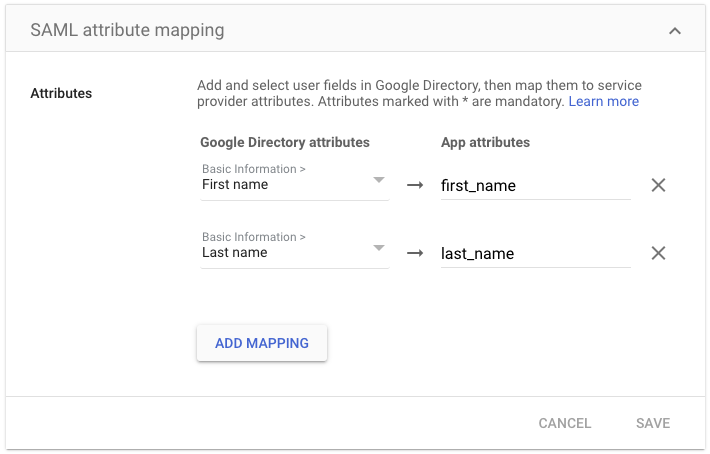 SAML attribute mapping
Attributes
Add and select user fields in Google Directory, then map them to service
provider attributes. Attributes marked with * are mandatory. Learn more
Google Directory attributes
App attributes
Basic Information >
First name
first_name
Basic Information >
Last name
last_name
ADD MAPPING
CANCEL
SAVE